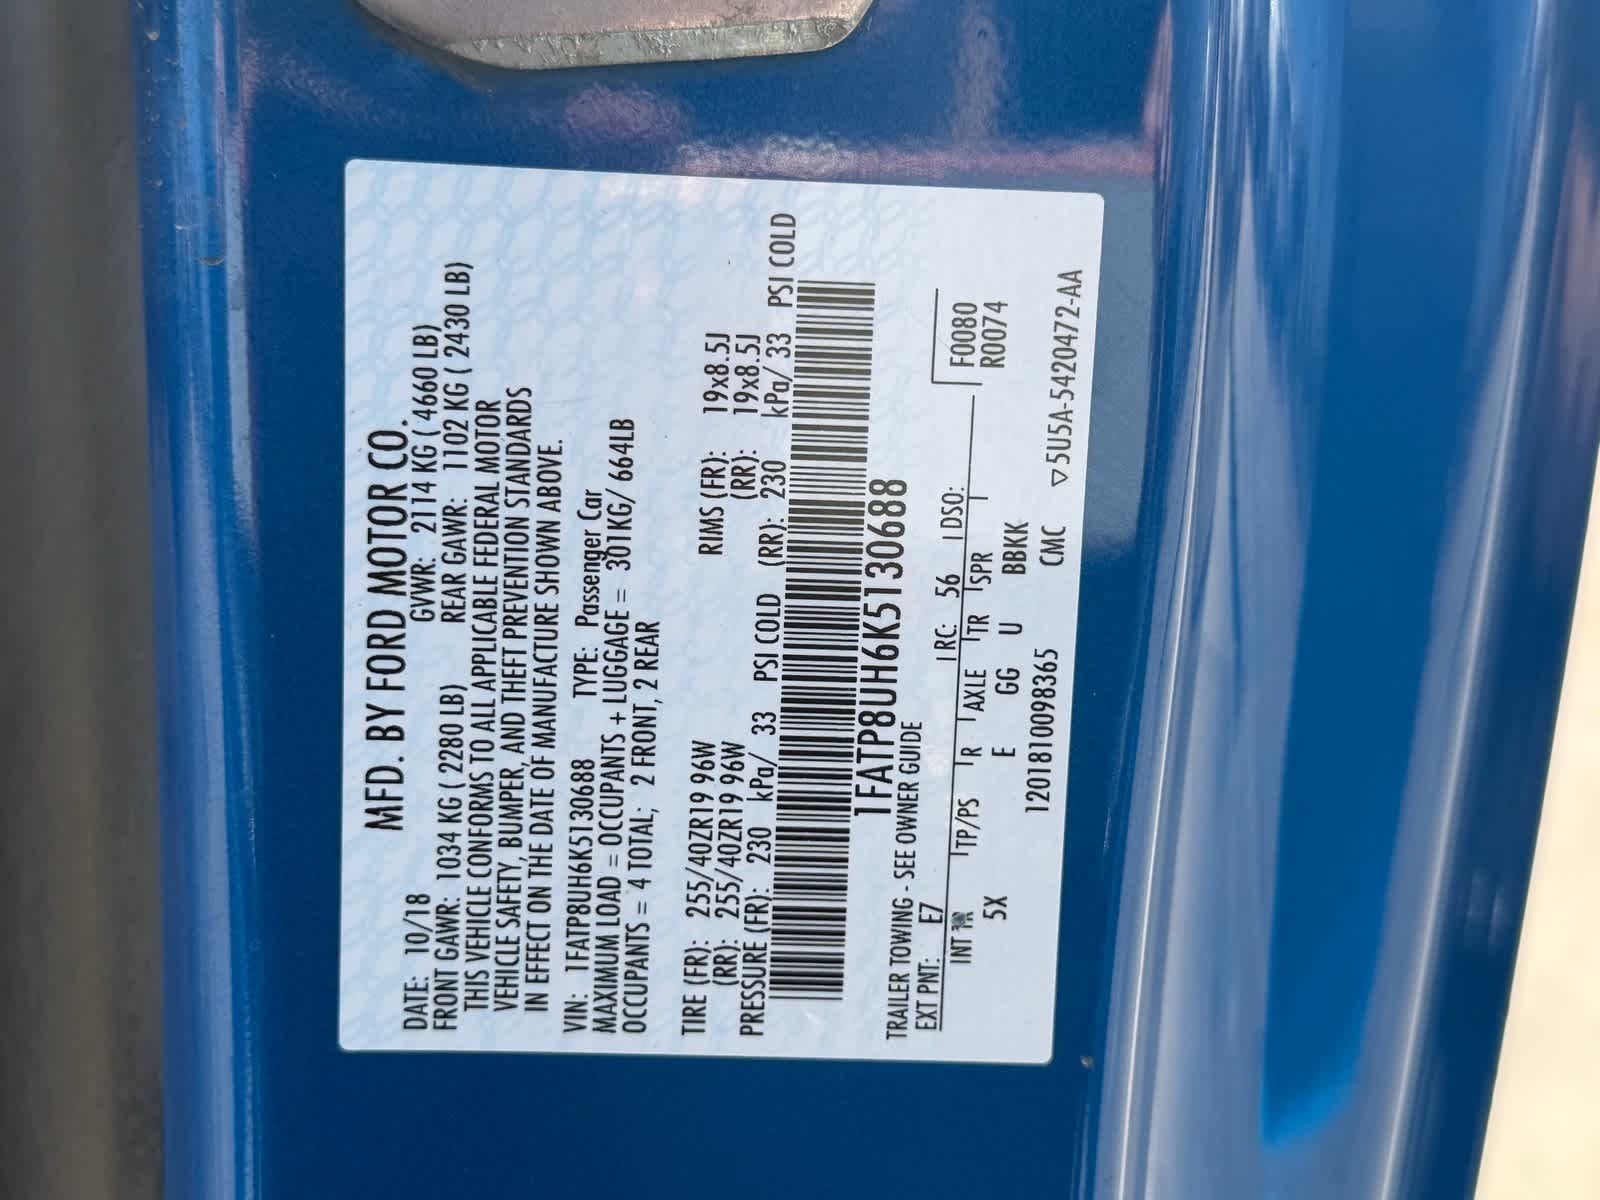 MFD. BY FORD MOTOR CO.
DATE: 10/18 GVWR: 2114 KG ( 4660 LB)
FRONT GAWR: 1034 KG ( 2280 LB) REAR GAWR: 1102 KG ( 2430 LB)
THIS VEHICLE CONFORMS TO ALL APPLICABLE FEDERAL MOTOR
VEHICLE SAFETY, BUMPER, AND THEFT PREVENTION STANDARDS
IN EFFECT ON THE DATE OF MANUFACTURE SHOWN ABOVE.
VIN: 1FATP8UH6K5130688 TYPE: Passenger Car
MAXIMUM LOAD = OCCUPANTS + LUGGAGE = 301KG/ 664LB
OCCUPANTS = 4 TOTAL; 2 FRONT, 2 REAR
TIRE (FR): 255/40ZR19 96W RIMS (FR): 19x8.5J
(RR): 255/40ZR19 96W (RR): 19x8.5J
PRESSURE (FR): 230 kPa/ 33 PSI COLD (RR): 230 kPa/ 33 PSI COLD
1FATP8UH6K5130688
TRAILER TOWING - SEE OWNER GUIDE
EXT PNT: E7 RC: 56 DSO:
INT TP/PS R AXLE TR SPR
F0080
R0074
5X E GG U BBKK
1201810098365 CMC ▽5U5A-5420472-AA